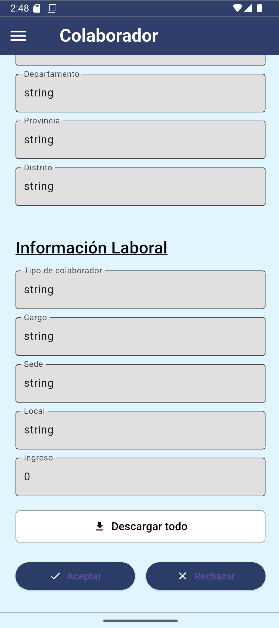 2:48
Colaborador
Departamento
string
Provincia
string
Distrito
string
Información Laboral
Tipo de colaborador
string
Cargo
string
Sede
string
Local
string
Ingreso
0
Descargar todo
Aceptar Rechazar